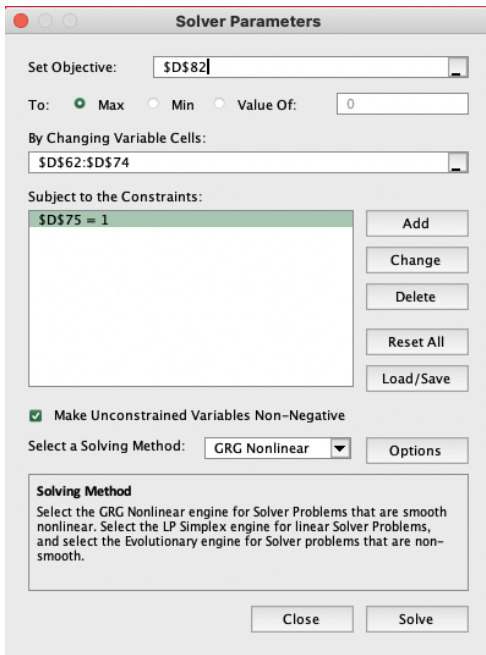 Solver Parameters
Set Objective: $D$82
To: Max Min Value Of: 0
By Changing Variable Cells:
$D$62:$D$74
Subject to the Constraints:
$D$75 = 1
Add
Change
Delete
Reset All
Load/Save
Make Unconstrained Variables Non-Negative
Select a Solving Method: GRG Nonlinear Options
Solving Method
Select the GRG Nonlinear engine for Solver Problems that are smooth
nonlinear. Select the LP Simplex engine for linear Solver Problems,
and select the Evolutionary engine for Solver problems that are non-
smooth.
Close Solve